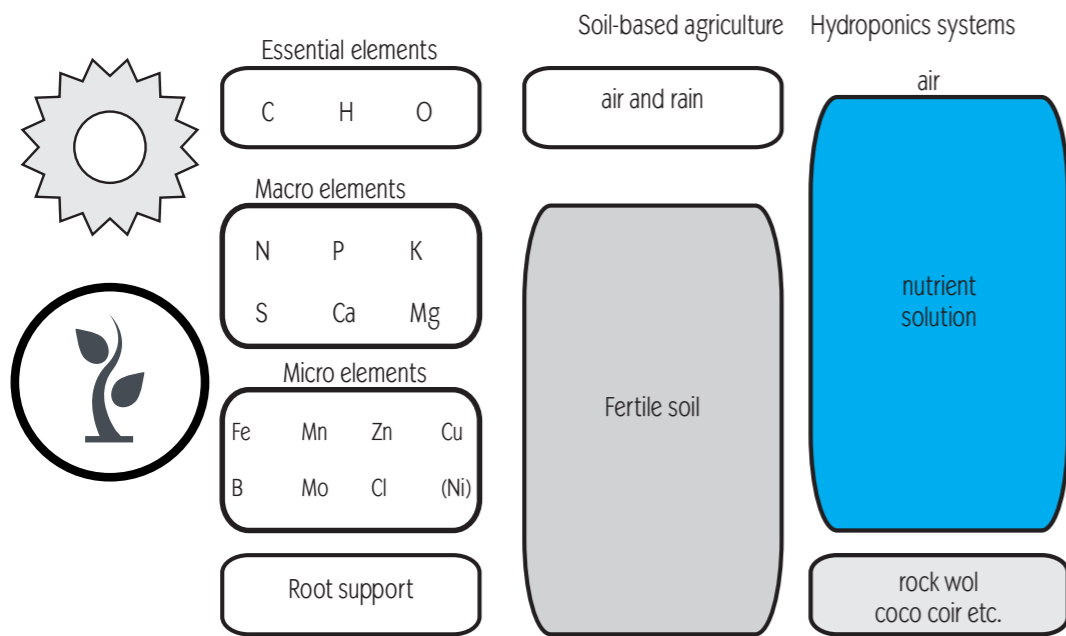 Soil-based agriculture Hydroponics systems
Essential elements
C H O
air and rain
air
Macro elements
N P K
S Ca Mg
nutrient
solution
Micro elements
Fe Mn Zn Cu
B Mo Cl (Ni)
Fertile soil
Root support
rock wol
coco coir etc.